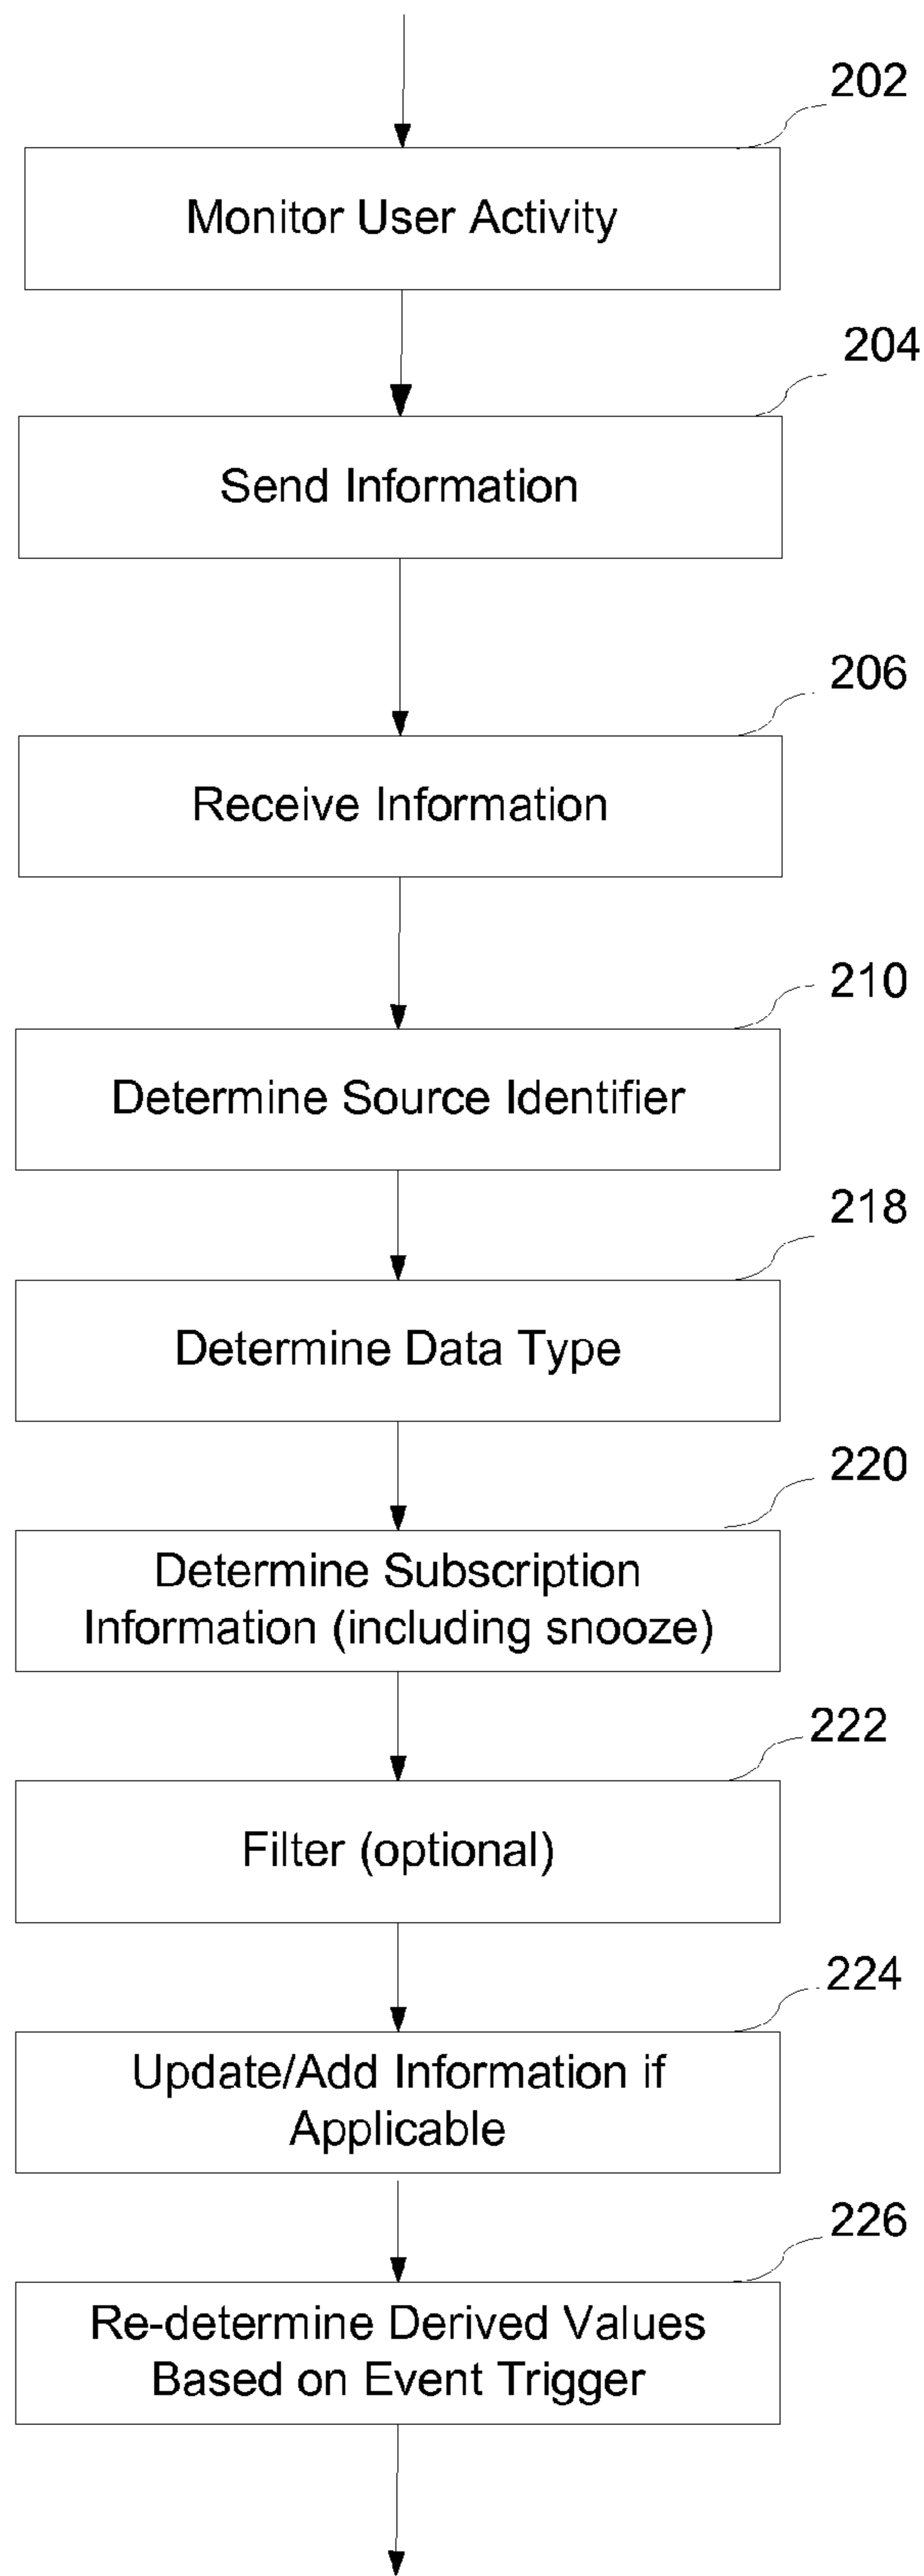 202
Monitor User Activity
204
Send Information
206
Receive Information
210
Determine Source Identifier
218
Determine Data Type
220
Determine Subscription
Information (including snooze)
222
Filter (optional)
224
Update/Add Information if
Applicable
226
Re-determine Derived Values
Based on Event Trigger